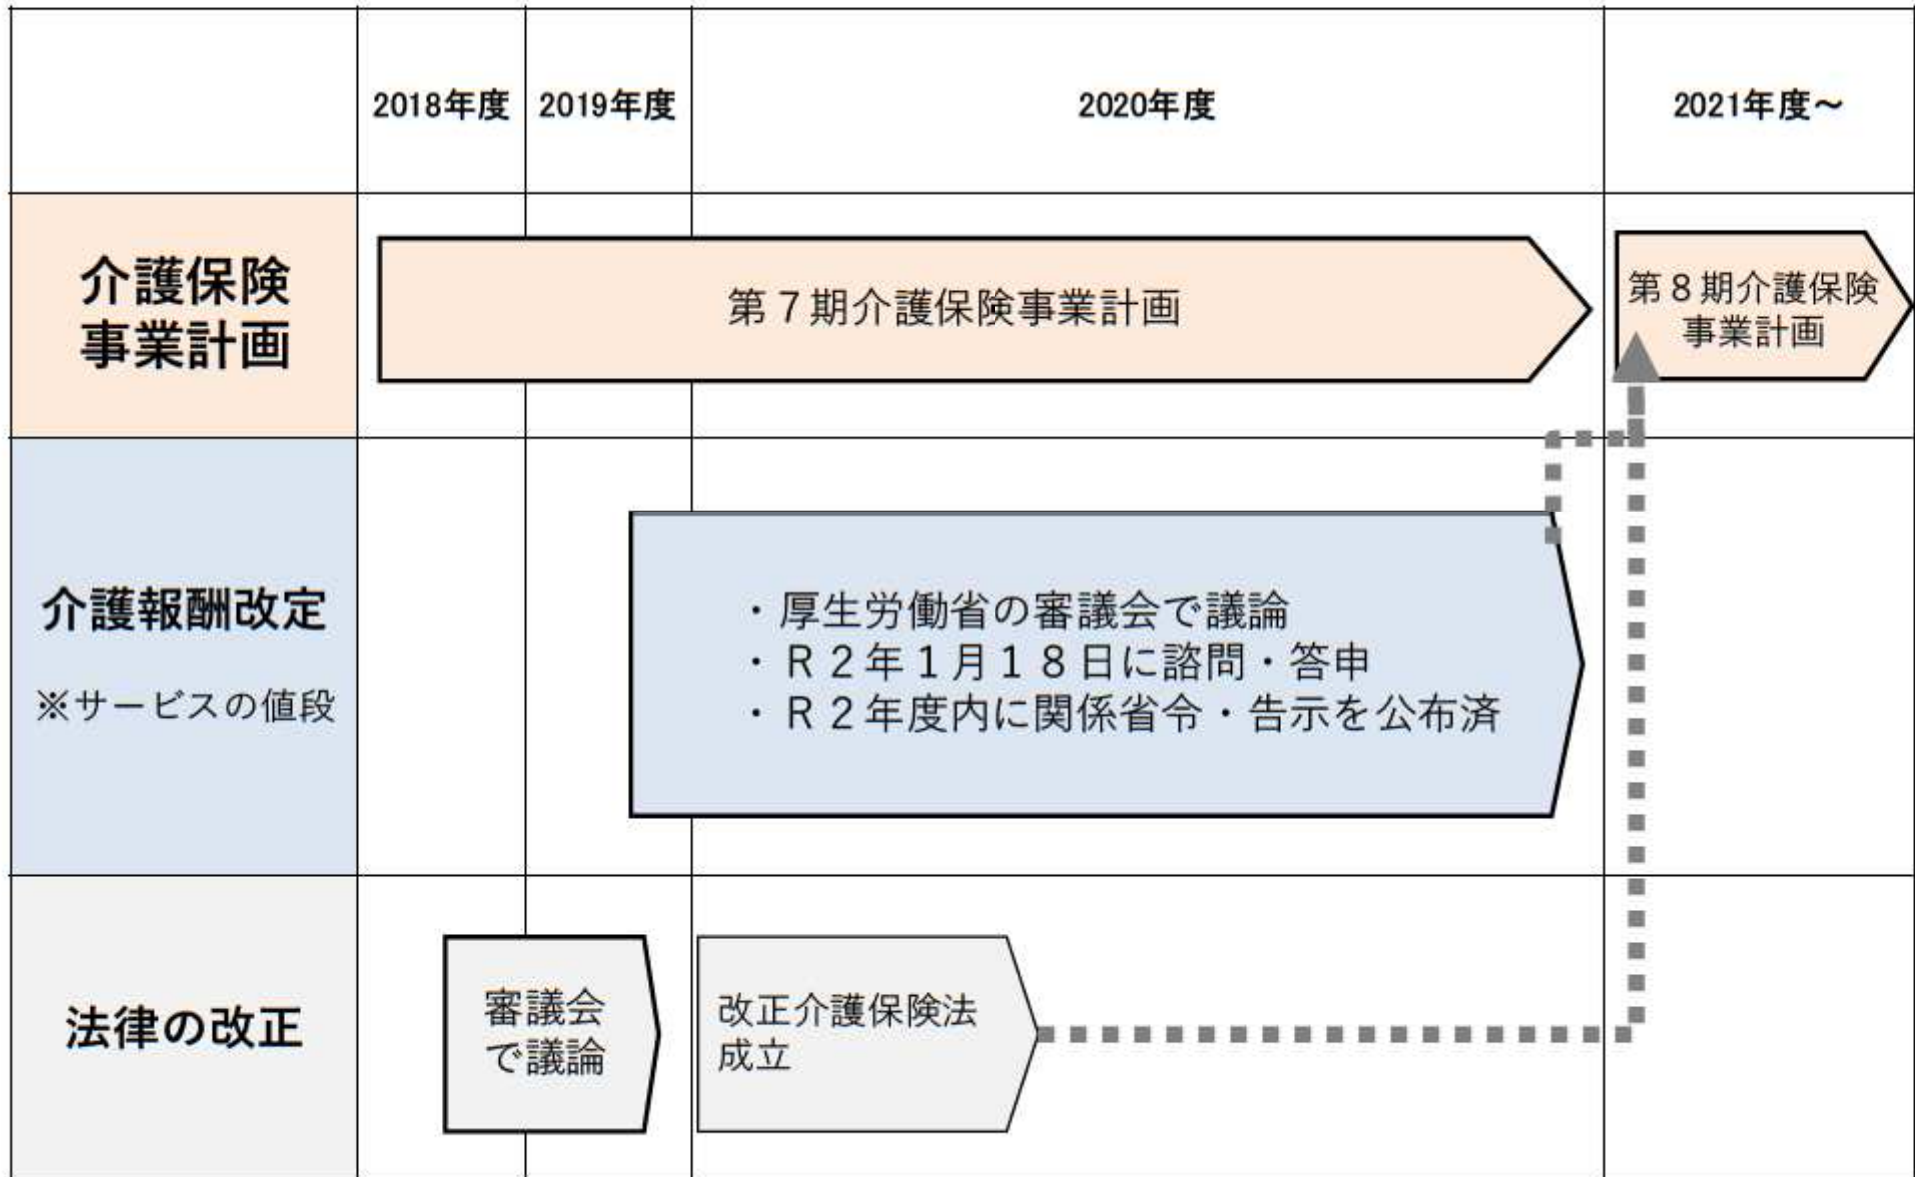 2018年度
2019年度
2020年度
2021年度～
介護保険
事業計画
第７期介護保険事業計画
第８期介護保険
事業計画
介護報酬改定
※サービスの値段
・厚生労働省の審議会で議論
・Ｒ２年１月１８日に諮問・答申
・Ｒ２年度内に関係省令・告示を公布済
法律の改正
審議会
で議論
改正介護保険法
成立